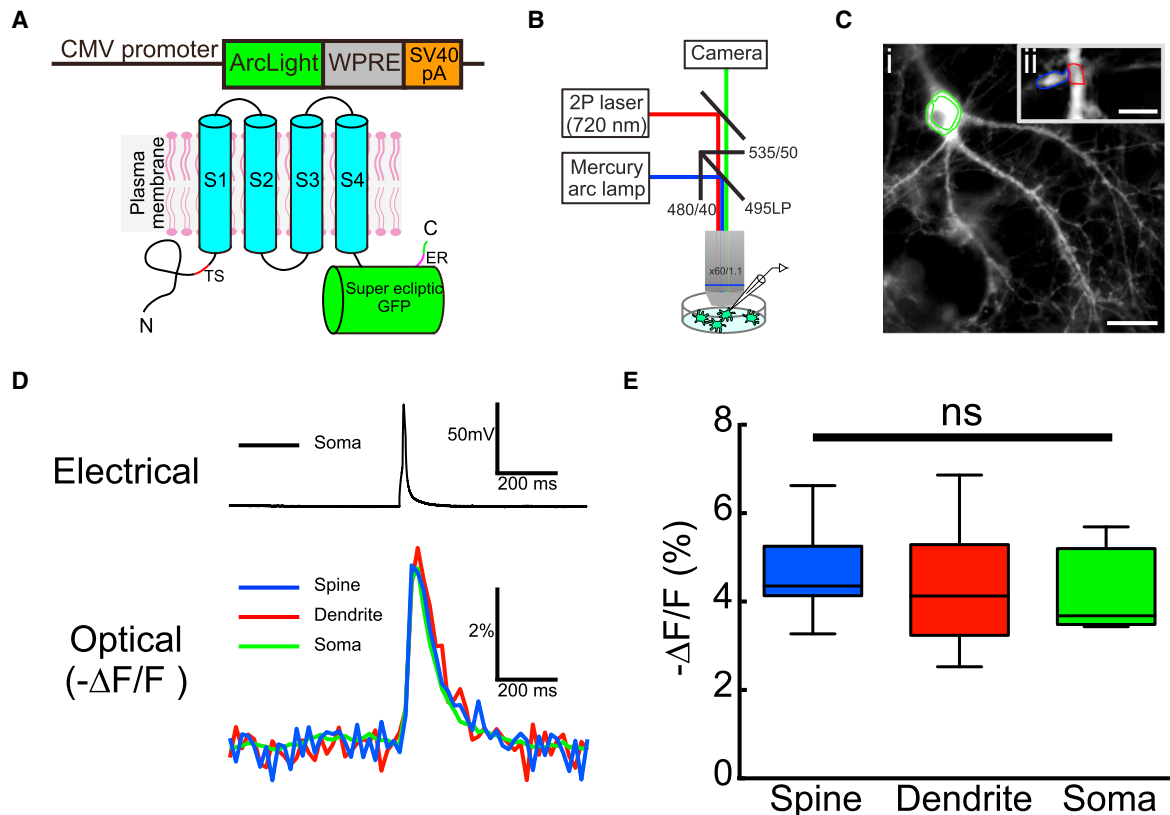 A
CMV promoter
ArcLight
WPRE
SV40
pA
Plasma
membrane
S1
S2
S3
S4
TS
N
C
ER
Super ecliptic
GFP
B
Camera
2P laser
(720 nm)
Mercury
arc lamp
535/50
480/40
495LP
x60/1.1
C
i
ii
D
Electrical
Soma
50mV
200 ms
Optical
(-ΔF/F )
Spine
Dendrite
Soma
2%
200 ms
E
ns
-ΔF/F (%)
8
6
4
2
0
Spine
Dendrite
Soma